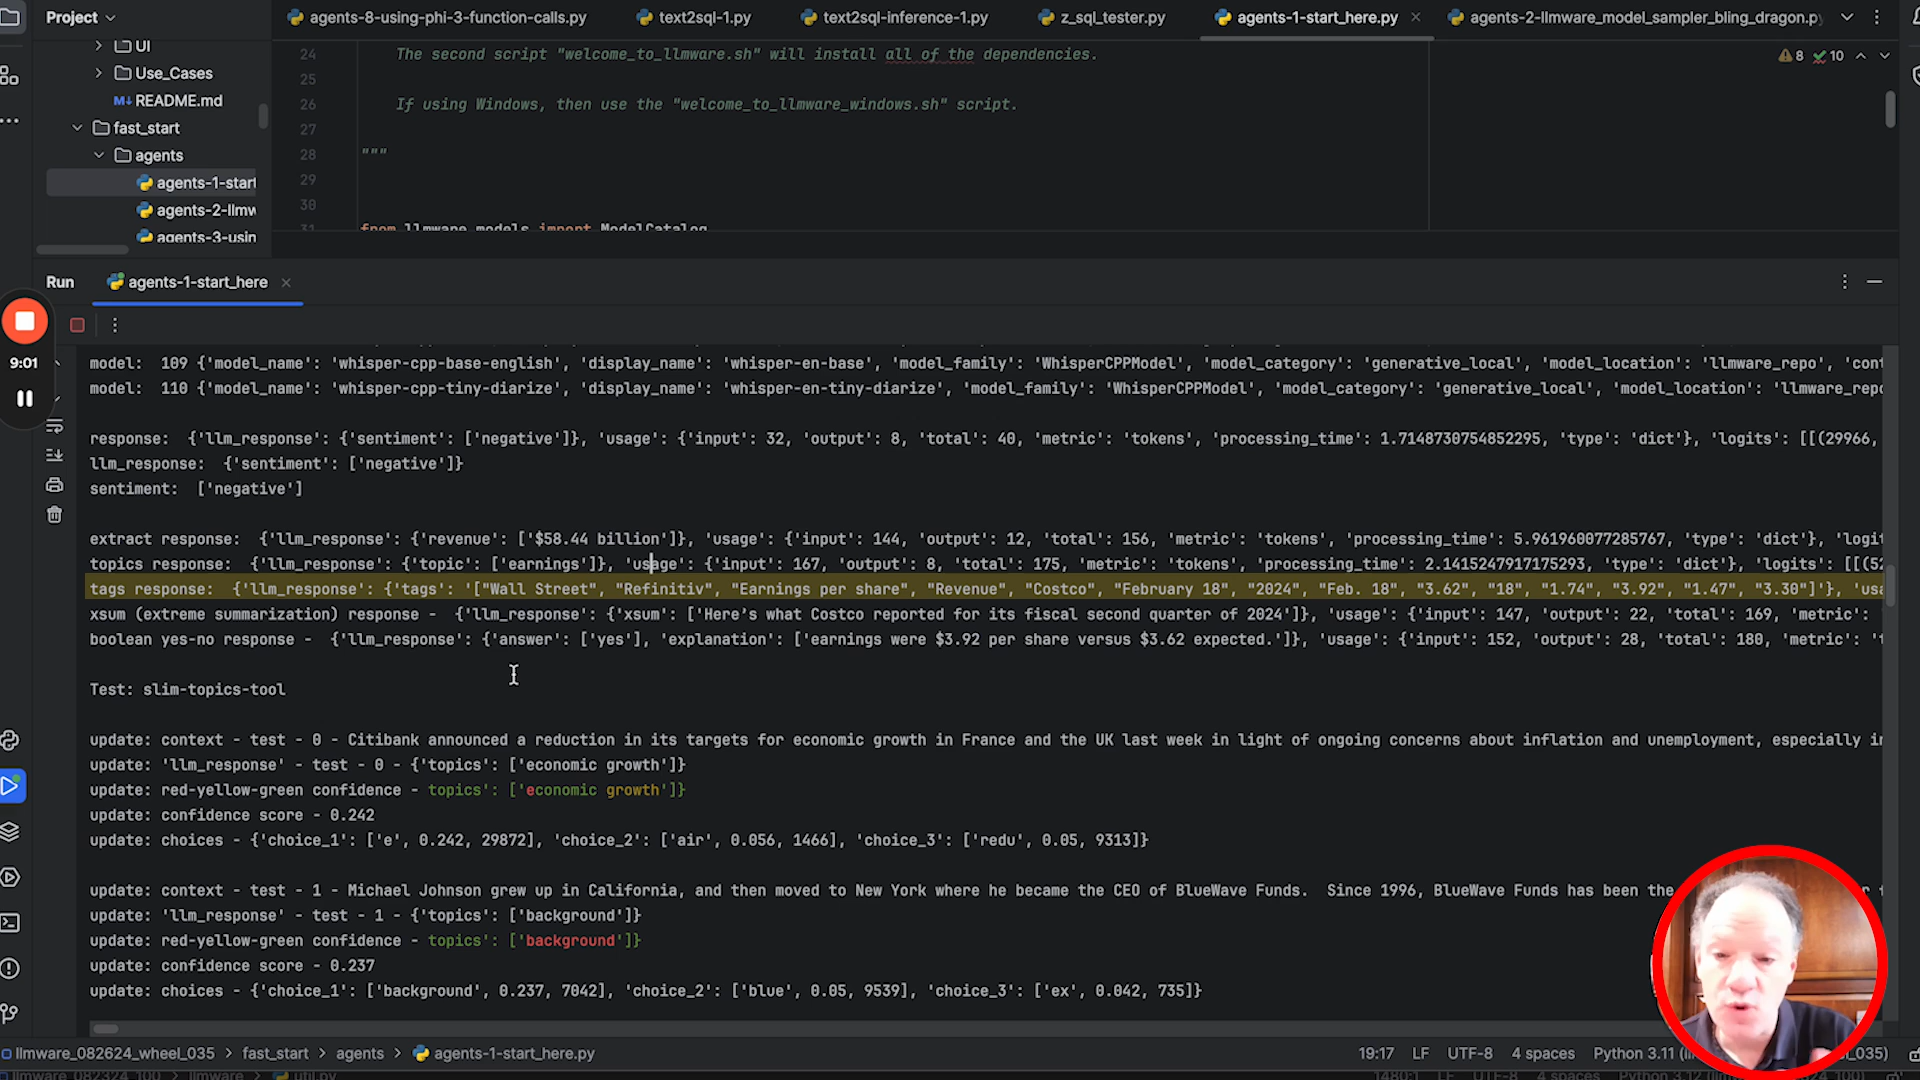 Project
agents-8-using-phi-3-function-calls.py
text2sql-1.py
text2sql-inference-1.py
z_sql_tester.py
agents-1-start_here.py
agents-2-llmware_model_sampler_bling_dragon.py
UI
Use_Cases
README.md
fast_start
agents
agents-1-start
agents-2-llmw
agents-3-usin
24 The second script "welcome_to_llmware.sh" will install all of the dependencies.
25
26 If using Windows, then use the "welcome_to_llmware_windows.sh" script.
27
28 """
29
30
31 from llmware.models import ModelCatalog
8 10
Run agents-1-start_here
9:01
model: 109 {'model_name': 'whisper-cpp-base-english', 'display_name': 'whisper-en-base', 'model_family': 'WhisperCPPModel', 'model_category': 'generative_local', 'model_location': 'llmware_repo', 'cont
model: 110 {'model_name': 'whisper-cpp-tiny-diarize', 'display_name': 'whisper-en-tiny-diarize', 'model_family': 'WhisperCPPModel', 'model_category': 'generative_local', 'model_location': 'llmware_repo
response: {'llm_response': {'sentiment': ['negative']}, 'usage': {'input': 32, 'output': 8, 'total': 40, 'metric': 'tokens', 'processing_time': 1.7148730754852295, 'type': 'dict'}, 'logits': [[(29966,
llm_response: {'sentiment': ['negative']}
sentiment: ['negative']
extract response: {'llm_response': {'revenue': ['$58.44 billion']}, 'usage': {'input': 144, 'output': 12, 'total': 156, 'metric': 'tokens', 'processing_time': 5.961960077285767, 'type': 'dict'}, 'logit
topics response: {'llm_response': {'topic': ['earnings']}, 'usage': {'input': 167, 'output': 8, 'total': 175, 'metric': 'tokens', 'processing_time': 2.1415247917175293, 'type': 'dict'}, 'logits': [[(52
tags response: {'llm_response': {'tags': '["Wall Street", "Refinitiv", "Earnings per share", "Revenue", "Costco", "February 18", "2024", "Feb. 18", "3.62", "18", "1.74", "3.92", "1.47", "3.30"]'}, 'usa
xsum (extreme summarization) response - {'llm_response': {'xsum': ['Here's what Costco reported for its fiscal second quarter of 2024']}, 'usage': {'input': 147, 'output': 22, 'total': 169, 'metric':
boolean yes-no response - {'llm_response': {'answer': ['yes'], 'explanation': ['earnings were $3.92 per share versus $3.62 expected.']}, 'usage': {'input': 152, 'output': 28, 'total': 180, 'metric': 't
Test: slim-topics-tool
update: context - test - 0 - Citibank announced a reduction in its targets for economic growth in France and the UK last week in light of ongoing concerns about inflation and unemployment, especially in
update: 'llm_response' - test - 0 - {'topics': ['economic growth']}
update: red-yellow-green confidence - topics': ['economic growth']}
update: confidence score - 0.242
update: choices - {'choice_1': ['e', 0.242, 29872], 'choice_2': ['air', 0.056, 1466], 'choice_3': ['redu', 0.05, 9313]}
update: context - test - 1 - Michael Johnson grew up in California, and then moved to New York where he became the CEO of BlueWave Funds. Since 1996, BlueWave Funds has been the
update: 'llm_response' - test - 1 - {'topics': ['background']}
update: red-yellow-green confidence - topics': ['background']}
update: confidence score - 0.237
update: choices - {'choice_1': ['background', 0.237, 7042], 'choice_2': ['blue', 0.05, 9539], 'choice_3': ['ex', 0.042, 735]}
llmware_082624_wheel_035 > fast_start > agents > agents-1-start_here.py
19:17 LF UTF-8 4 spaces Python 3.11 (ll
_035)